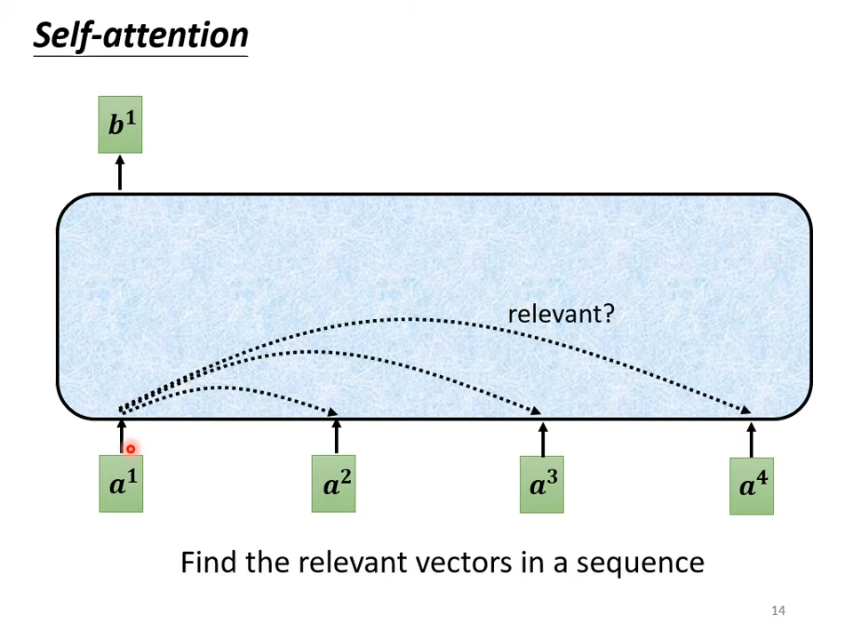 Self-attention
b¹
relevant?
a¹ a² a³ a⁴
Find the relevant vectors in a sequence
14